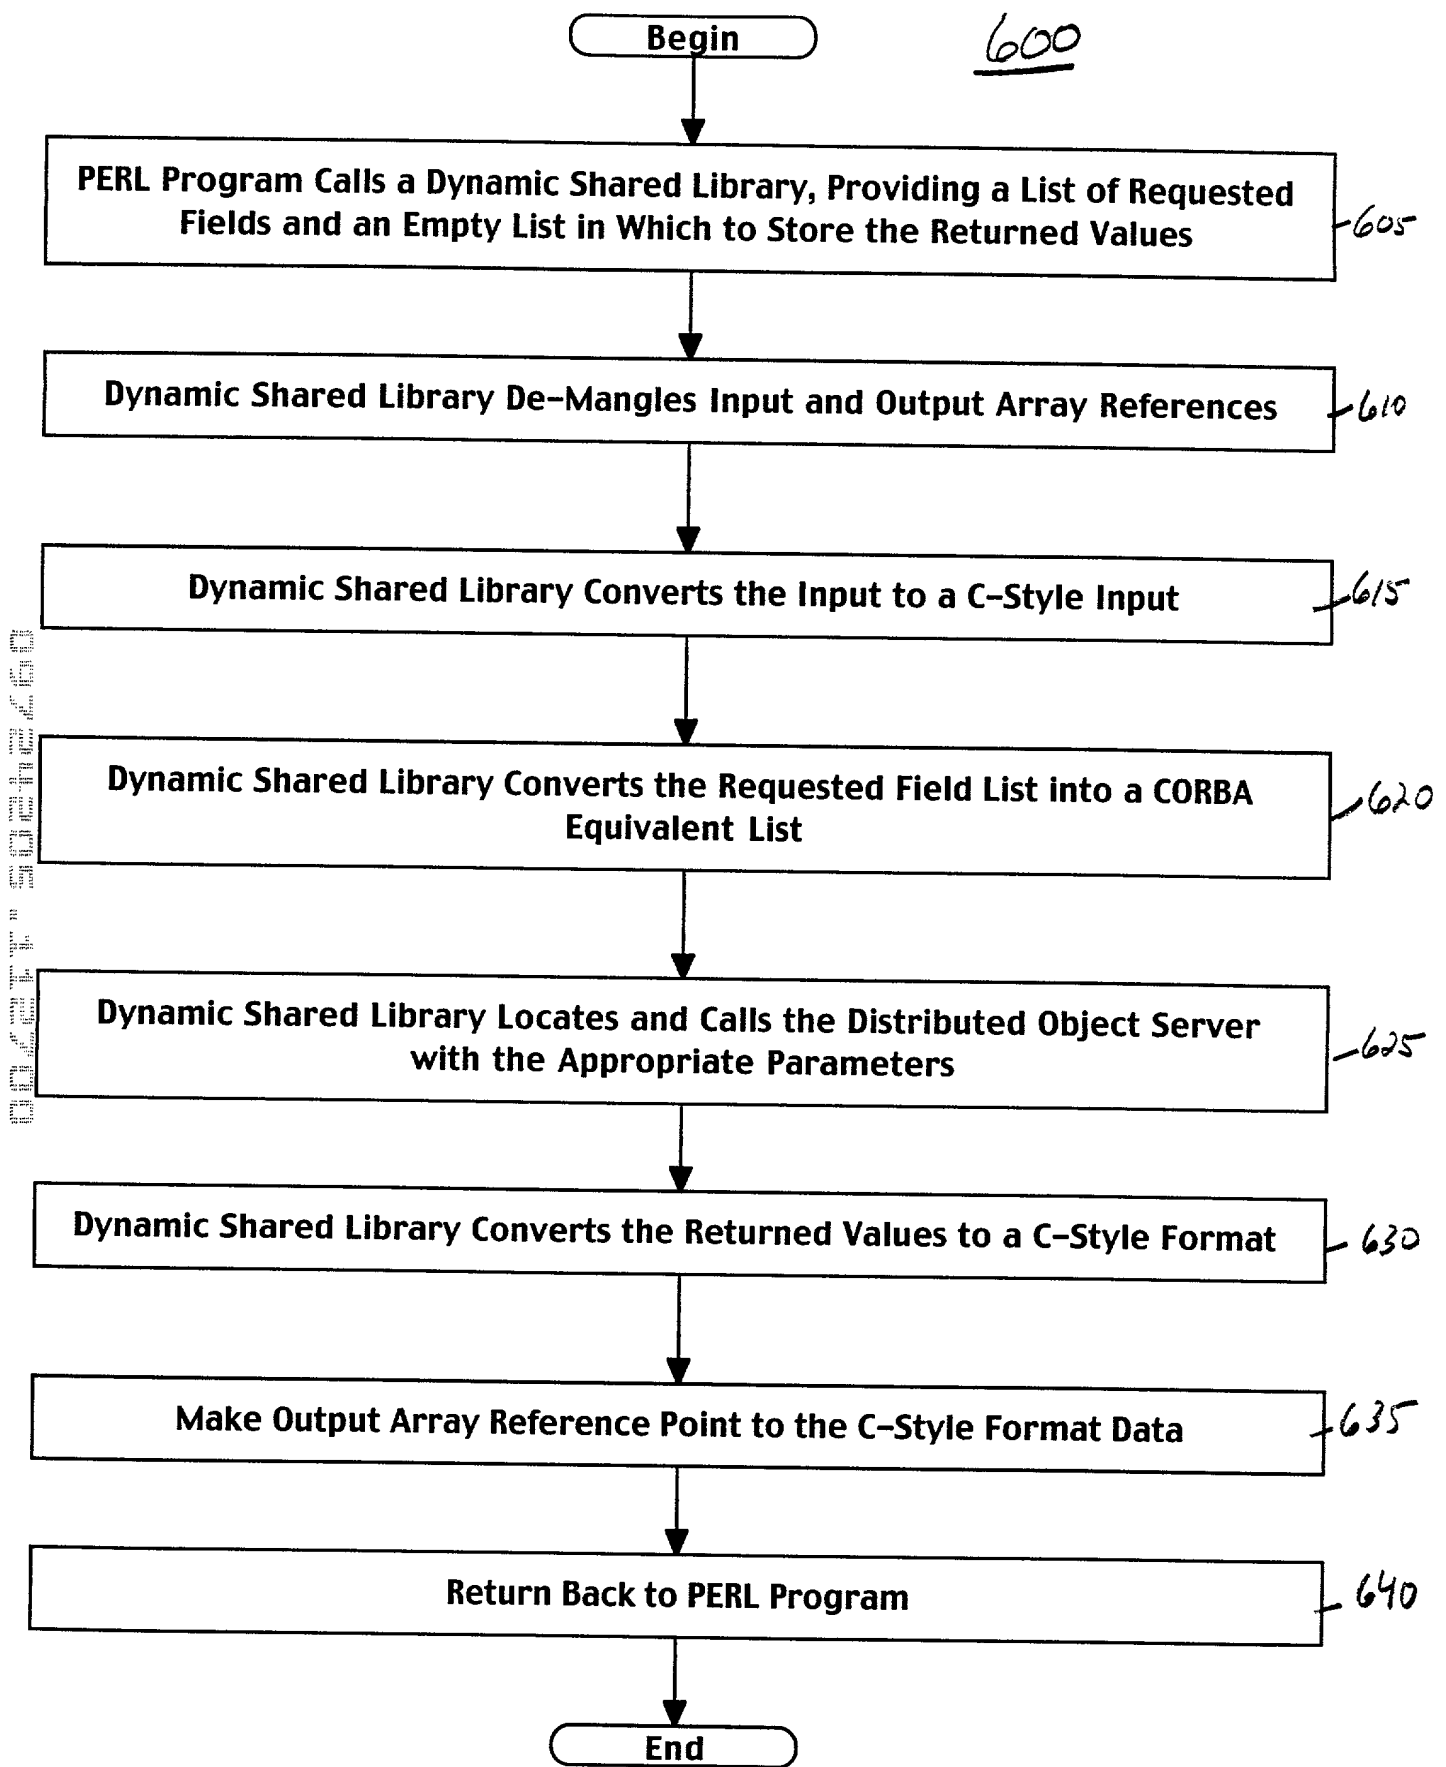 Begin
600
PERL Program Calls a Dynamic Shared Library, Providing a List of Requested
Fields and an Empty List in Which to Store the Returned Values
605
Dynamic Shared Library De-Mangles Input and Output Array References
610
Dynamic Shared Library Converts the Input to a C-Style Input
615
Dynamic Shared Library Converts the Requested Field List into a CORBA
Equivalent List
620
Dynamic Shared Library Locates and Calls the Distributed Object Server
with the Appropriate Parameters
625
Dynamic Shared Library Converts the Returned Values to a C-Style Format
630
Make Output Array Reference Point to the C-Style Format Data
635
Return Back to PERL Program
640
End